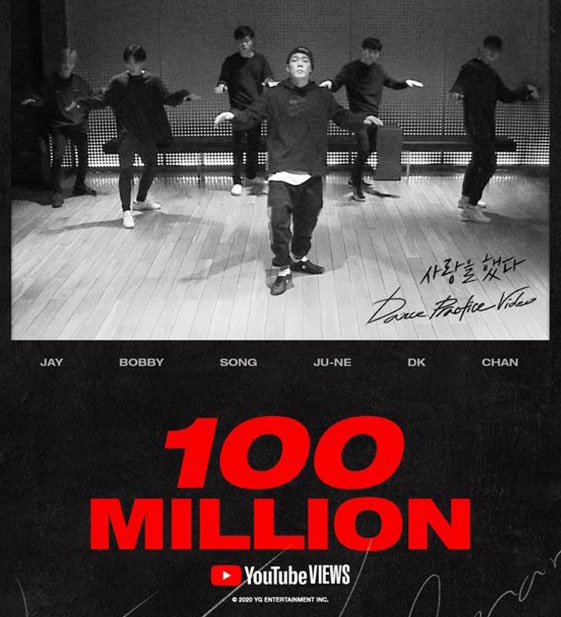 사랑을 했다
Dance Practice Video
JAY BOBBY SONG JU-NE DK CHAN
100
MILLION
YouTube VIEWS
© 2020 YG ENTERTAINMENT INC.